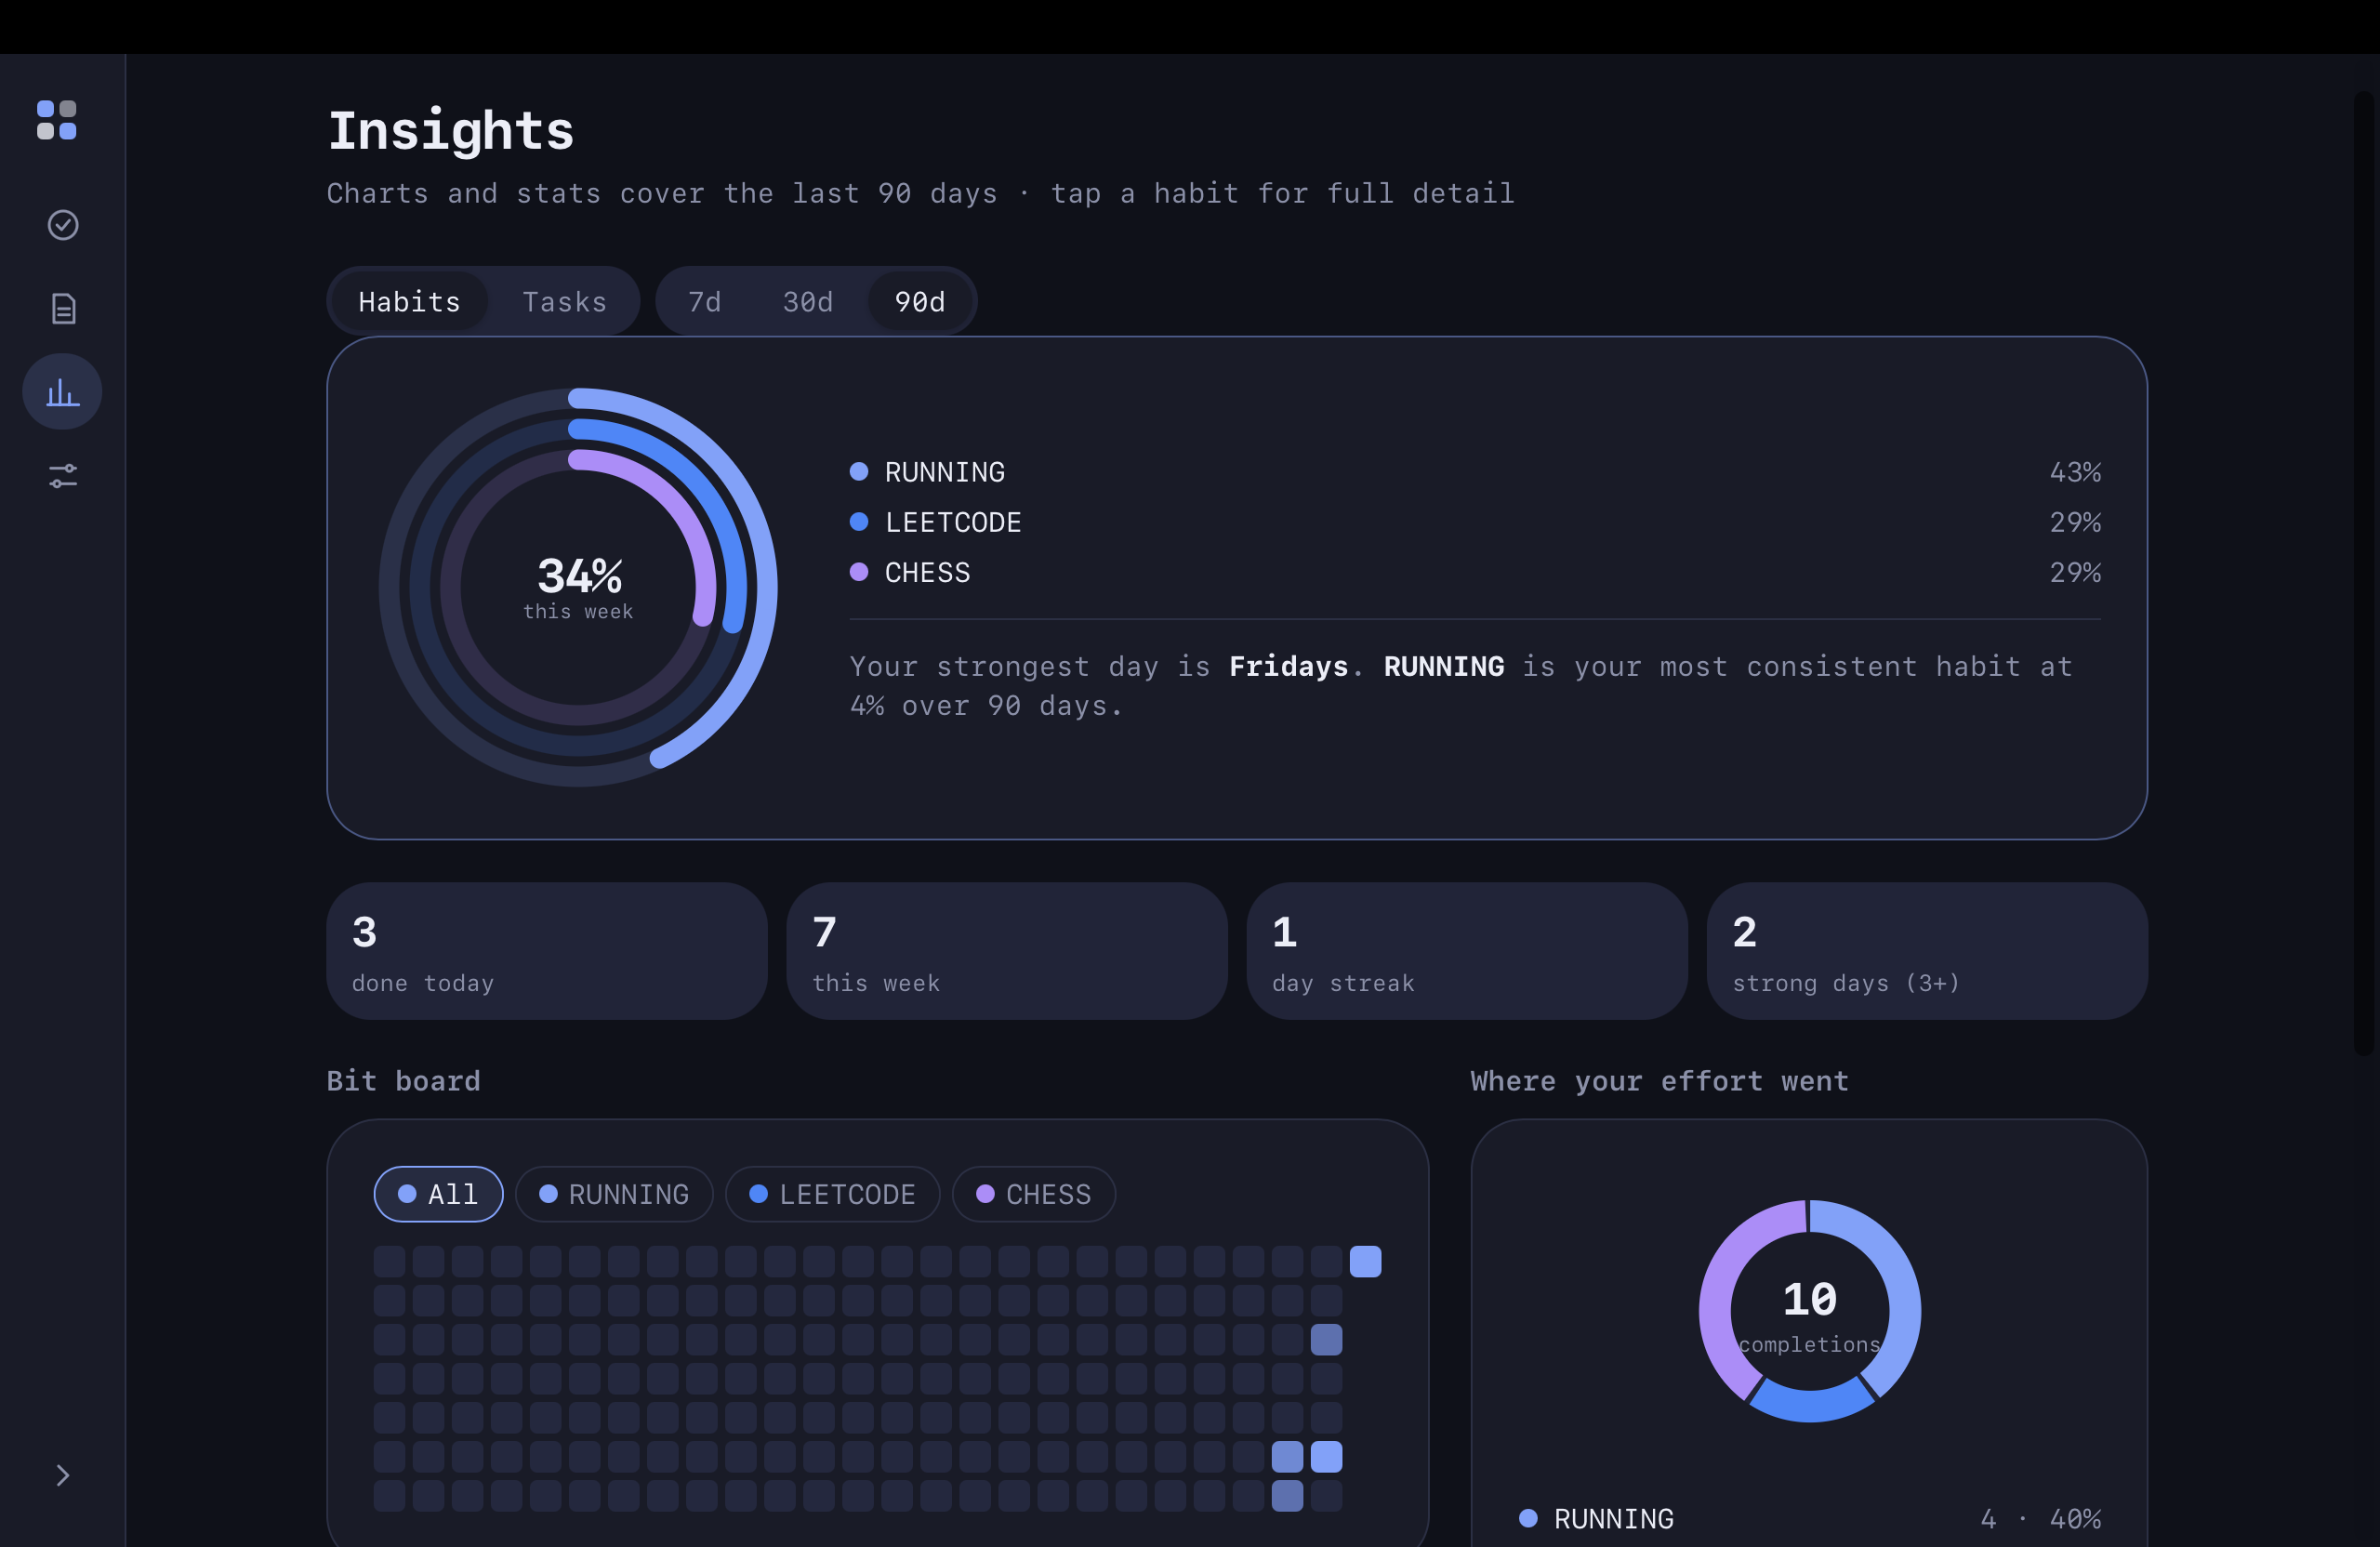 Insights
Charts and stats cover the last 90 days · tap a habit for full detail
Habits Tasks 7d 30d 90d
34%
this week
RUNNING 43%
LEETCODE 29%
CHESS 29%
Your strongest day is Fridays. RUNNING is your most consistent habit at
4% over 90 days.
3
done today
7
this week
1
day streak
2
strong days (3+)
Bit board
All RUNNING LEETCODE CHESS
Where your effort went
10
completions
RUNNING 4 · 40%